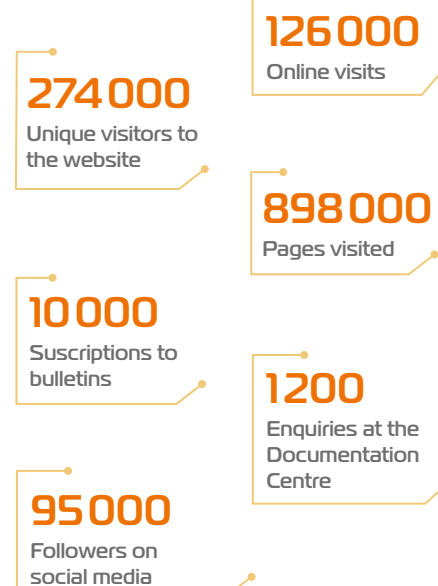 126 000
Online visits
274 000
Unique visitors to
the website
898 000
Pages visited
10 000
Suscriptions to
bulletins
1200
Enquiries at the
Documentation
Centre
95 000
Followers on
social media